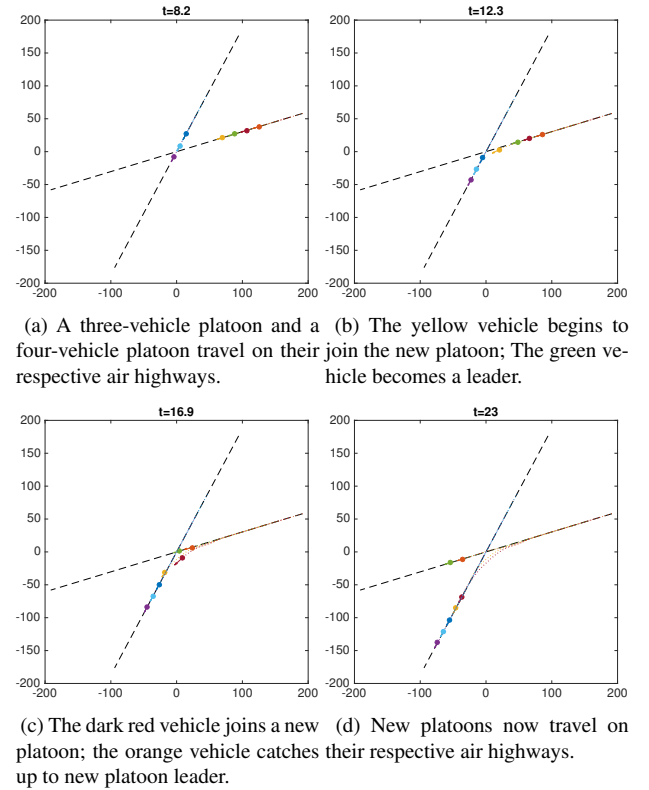 t=8.2
200
150
100
50
0
-50
-100
-150
-200
-200 -100 0 100 200
(a) A three-vehicle platoon and a
four-vehicle platoon travel on their
respective air highways.
t=12.3
200
150
100
50
0
-50
-100
-150
-200
-200 -100 0 100 200
(b) The yellow vehicle begins to
join the new platoon; The green ve-
hicle becomes a leader.
t=16.9
200
150
100
50
0
-50
-100
-150
-200
-200 -100 0 100 200
(c) The dark red vehicle joins a new
platoon; the orange vehicle catches
up to new platoon leader.
t=23
200
150
100
50
0
-50
-100
-150
-200
-200 -100 0 100 200
(d) New platoons now travel on
their respective air highways.